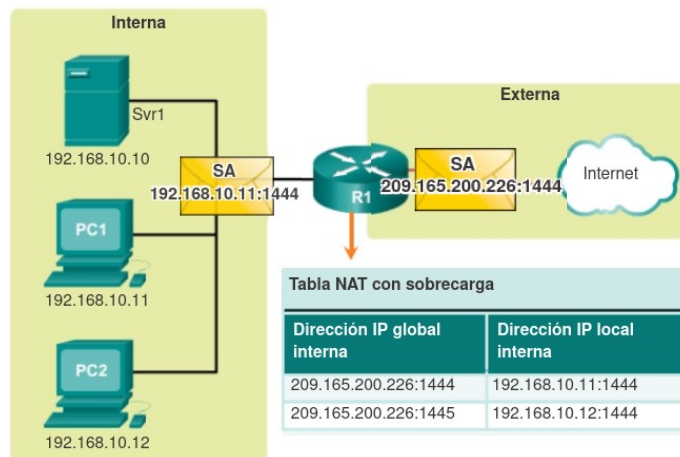 Interna
Externa
Svr1
192.168.10.10
SA
192.168.10.11:1444
R1
SA
209.165.200.226:1444
Internet
PC1
192.168.10.11
PC2
192.168.10.12
Tabla NAT con sobrecarga
Dirección IP global interna
Dirección IP local interna
209.165.200.226:1444
192.168.10.11:1444
209.165.200.226:1445
192.168.10.12:1444